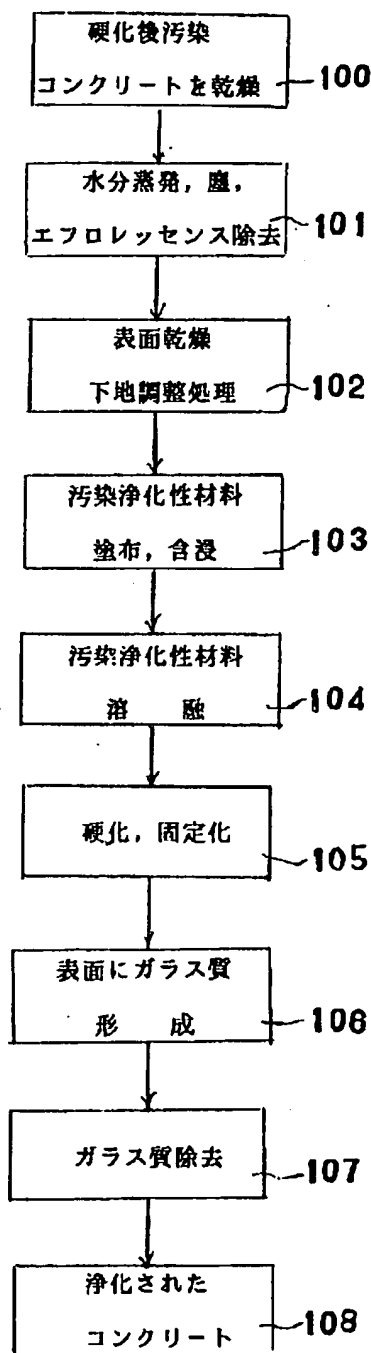 硬化後汚染
コンクリートを乾燥
100
水分蒸発,塵,
エフロレッセンス除去
101
表面乾燥
下地調整処理
102
汚染浄化性材料
塗布,含浸
103
汚染浄化性材料
溶 融
104
硬化,固定化
105
表面にガラス質
形 成
106
ガラス質除去
107
浄化された
コンクリート
108